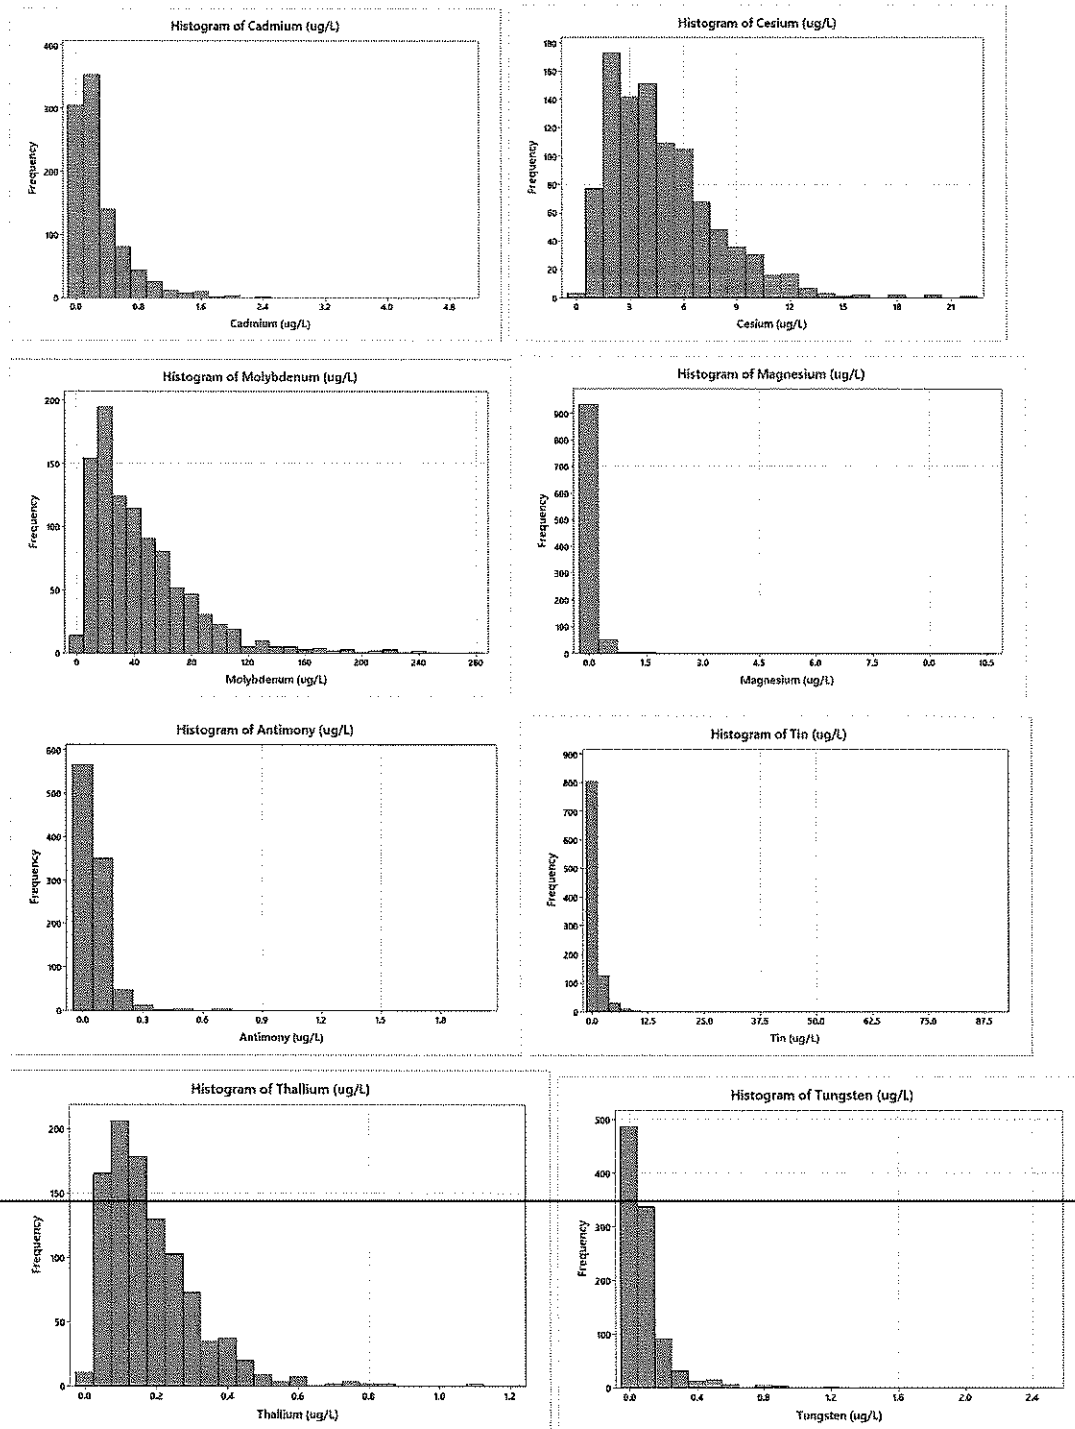 Histogram of Cadmium (ug/L)
400
300
200
100
0
Frequency
0.0 0.8 1.6 2.4 3.2 4.0 4.8
Cadmium (ug/L)
Histogram of Cesium (ug/L)
180
160
140
120
100
80
60
40
20
0
Frequency
0 3 6 9 12 15 18 21
Cesium (ug/L)
Histogram of Molybdenum (ug/L)
200
150
100
50
0
Frequency
0 40 80 120 160 200 240 280
Molybdenum (ug/L)
Histogram of Magnesium (ug/L)
900
800
700
600
500
400
300
200
100
0
Frequency
0.0 1.5 3.0 4.5 6.0 7.5 9.0 10.5
Magnesium (ug/L)
Histogram of Antimony (ug/L)
600
500
400
300
200
100
0
Frequency
0.0 0.3 0.6 0.9 1.2 1.5 1.8
Antimony (ug/L)
Histogram of Tin (ug/L)
900
800
700
600
500
400
300
200
100
0
Frequency
0.0 12.5 25.0 37.5 50.0 62.5 75.0 87.5
Tin (ug/L)
Histogram of Thallium (ug/L)
200
150
100
50
0
Frequency
0.0 0.2 0.4 0.6 0.8 1.0 1.2
Thallium (ug/L)
Histogram of Tungsten (ug/L)
500
400
300
200
100
0
Frequency
0.0 0.4 0.8 1.2 1.6 2.0 2.4
Tungsten (ug/L)